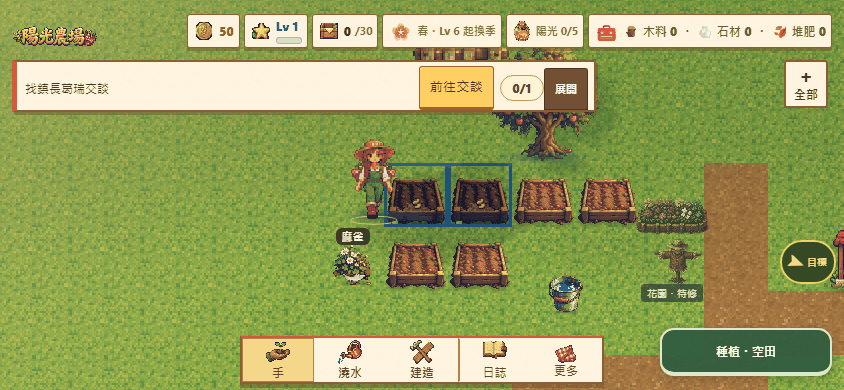 陽光農場
50
Lv 1
0 /30
春・Lv 6 起換季
陽光 0/5
木料 0 ・ 石材 0 ・ 堆肥 0
找鎮長葛瑞交談
前往交談
0/1
展開
+
全部
麻雀
目標
花圃・待修
種植・空田
手
澆水
建造
日誌
更多